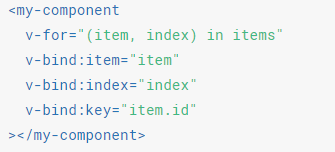 <my-component
  v-for="(item, index) in items"
  v-bind:item="item"
  v-bind:index="index"
  v-bind:key="item.id"
></my-component>